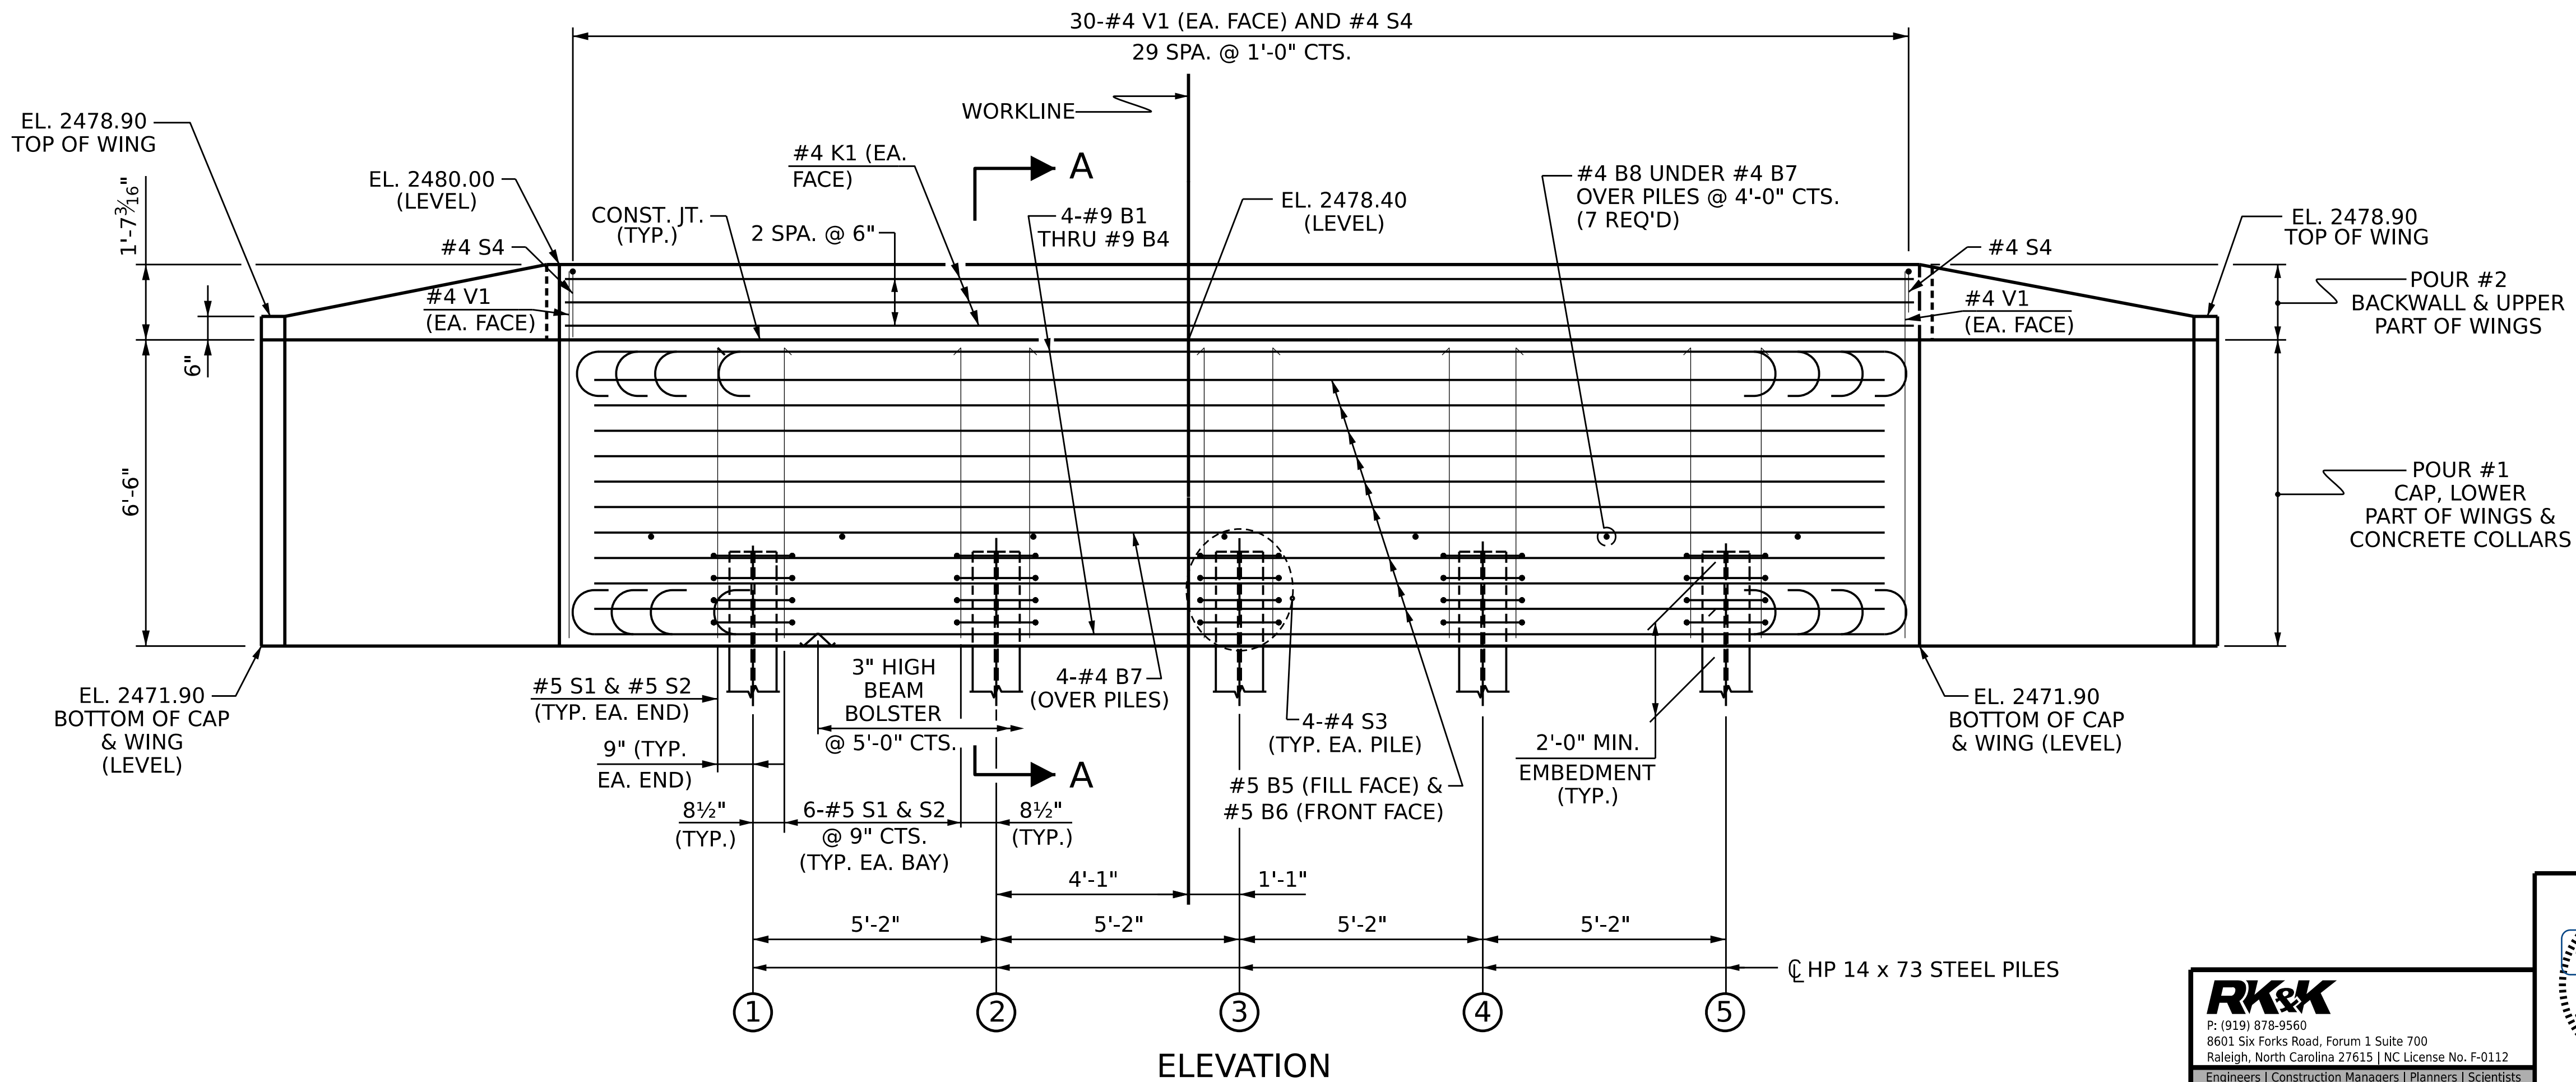 30-#4 V1 (EA. FACE) AND #4 S4
29 SPA. @ 1'-0" CTS.
WORKLINE
EL. 2478.90
TOP OF WING
EL. 2480.00
(LEVEL)
#4 K1 (EA.
FACE)
A
#4 B8 UNDER #4 B7
OVER PILES @ 4'-0" CTS.
(7 REQ'D)
EL. 2478.40
(LEVEL)
1'-7 3/16"
CONST. JT.
(TYP.)
2 SPA. @ 6"
4-#9 B1
THRU #9 B4
#4 S4
EL. 2478.90
TOP OF WING
#4 S4
#4 V1
(EA. FACE)
#4 V1
(EA. FACE)
POUR #2
BACKWALL & UPPER
PART OF WINGS
6"
6'-6"
POUR #1
CAP, LOWER
PART OF WINGS &
CONCRETE COLLARS
EL. 2471.90
BOTTOM OF CAP
& WING
(LEVEL)
#5 S1 & #5 S2
(TYP. EA. END)
3" HIGH
BEAM
BOLSTER
@ 5'-0" CTS.
4-#4 B7
(OVER PILES)
4-#4 S3
(TYP. EA. PILE)
2'-0" MIN.
EMBEDMENT
(TYP.)
EL. 2471.90
BOTTOM OF CAP
& WING (LEVEL)
9" (TYP.
EA. END)
A
#5 B5 (FILL FACE) &
#5 B6 (FRONT FACE)
8½"
(TYP.)
6-#5 S1 & S2
@ 9" CTS.
(TYP. EA. BAY)
8½"
(TYP.)
4'-1"
1'-1"
5'-2"
5'-2"
5'-2"
5'-2"
℄ HP 14 x 73 STEEL PILES
1
2
3
4
5
ELEVATION
RK&K
P: (919) 878-9560
8601 Six Forks Road, Forum 1 Suite 700
Raleigh, North Carolina 27615 | NC License No. F-0112
Engineers | Construction Managers | Planners | Scientists